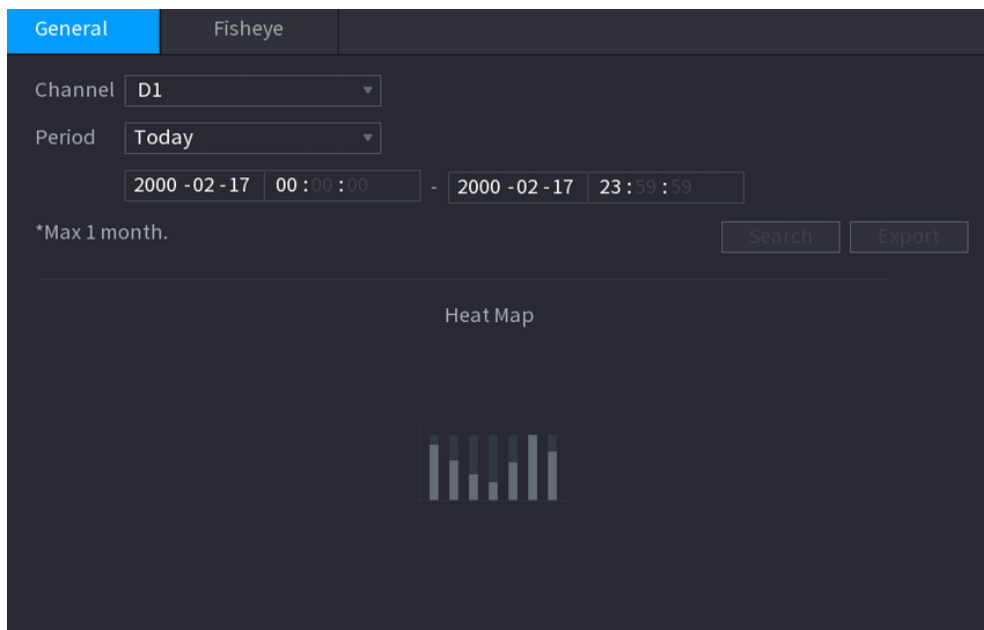 General Fisheye
Channel D1
Period Today
2000 -02 -17 00 : 00 : 00 - 2000 -02 -17 23 : 59 : 59
*Max 1 month. Search Export
Heat Map